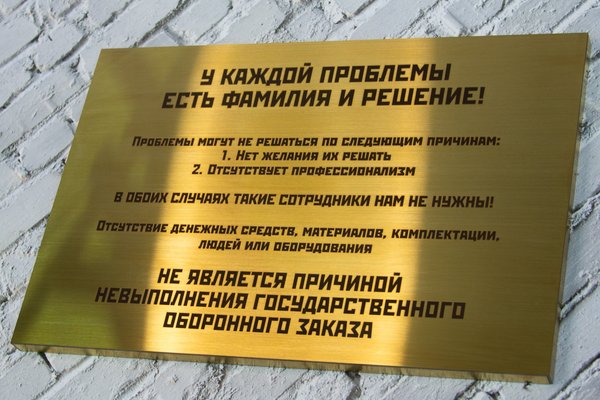 У КАЖДОЙ ПРОБЛЕМЫ
ЕСТЬ ФАМИЛИЯ И РЕШЕНИЕ!
ПРОБЛЕМЫ МОГУТ НЕ РЕШАТЬСЯ ПО СЛЕДУЮЩИМ ПРИЧИНАМ:
1. НЕТ ЖЕЛАНИЯ ИХ РЕШАТЬ
2. ОТСУТСТВУЕТ ПРОФЕССИОНАЛИЗМ
В ОБОИХ СЛУЧАЯХ ТАКИЕ СОТРУДНИКИ НАМ НЕ НУЖНЫ!
ОТСУТСТВИЕ ДЕНЕЖНЫХ СРЕДСТВ, МАТЕРИАЛОВ, КОМПЛЕКТАЦИИ,
ЛЮДЕЙ ИЛИ ОБОРУДОВАНИЯ
НЕ ЯВЛЯЕТСЯ ПРИЧИНОЙ
НЕВЫПОЛНЕНИЯ ГОСУДАРСТВЕННОГО
ОБОРОННОГО ЗАКАЗА